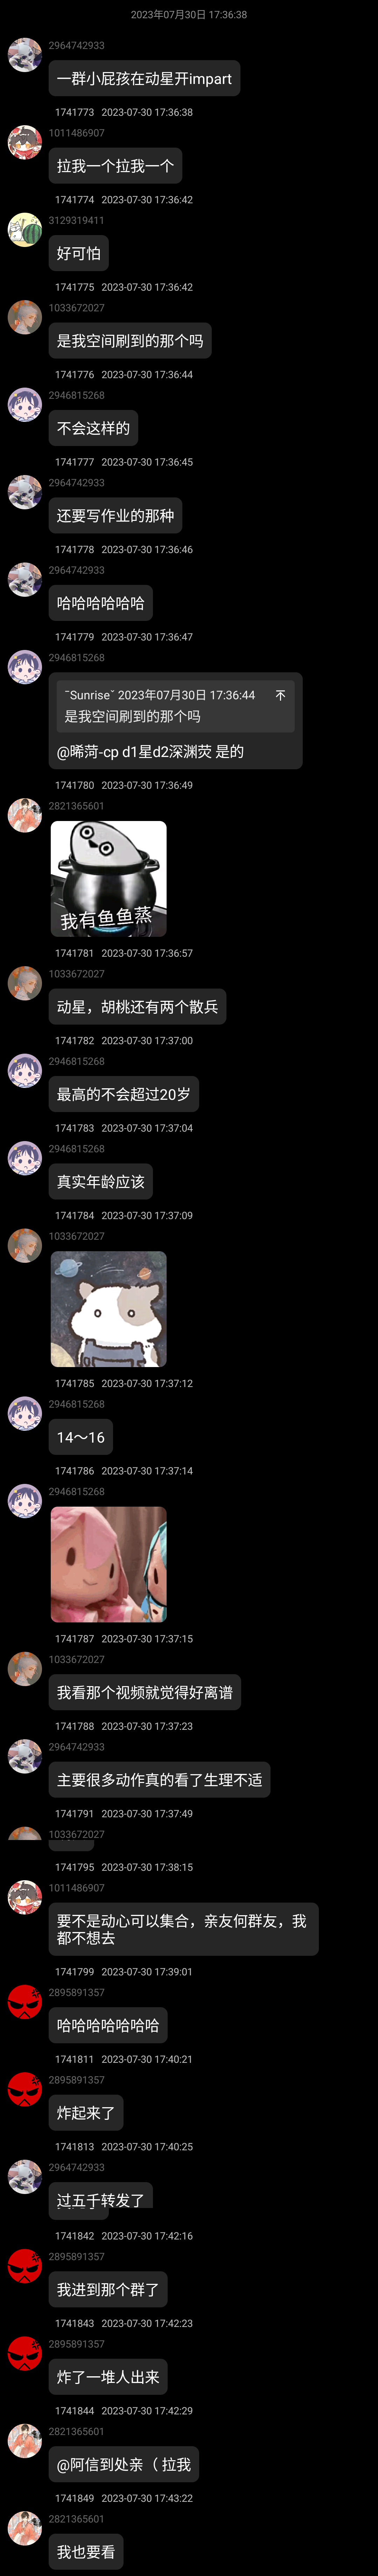 2023年07月30日 17:36:38
2964742933
一群小屁孩在动星开impart
1741773 2023-07-30 17:36:38
1011486907
拉我一个拉我一个
1741774 2023-07-30 17:36:42
3129319411
好可怕
1741775 2023-07-30 17:36:42
1033672027
是我空间刷到的那个吗
1741776 2023-07-30 17:36:44
2946815268
不会这样的
1741777 2023-07-30 17:36:45
2964742933
还要写作业的那种
1741778 2023-07-30 17:36:46
2964742933
哈哈哈哈哈哈
1741779 2023-07-30 17:36:47
2946815268
ˉSunriseˇ 2023年07月30日 17:36:44
是我空间刷到的那个吗
@晞菏-cp d1星d2深渊荧 是的
1741780 2023-07-30 17:36:49
2821365601
我有鱼鱼蒸
1741781 2023-07-30 17:36:57
1033672027
动星，胡桃还有两个散兵
1741782 2023-07-30 17:37:00
2946815268
最高的不会超过20岁
1741783 2023-07-30 17:37:04
2946815268
真实年龄应该
1741784 2023-07-30 17:37:09
1033672027
1741785 2023-07-30 17:37:12
2946815268
14～16
1741786 2023-07-30 17:37:14
2946815268
1741787 2023-07-30 17:37:15
1033672027
我看那个视频就觉得好离谱
1741788 2023-07-30 17:37:23
2964742933
主要很多动作真的看了生理不适
1741791 2023-07-30 17:37:49
1033672027
1741795 2023-07-30 17:38:15
1011486907
要不是动心可以集合，亲友何群友，我
都不想去
1741799 2023-07-30 17:39:01
2895891357
哈哈哈哈哈哈哈
1741811 2023-07-30 17:40:21
2895891357
炸起来了
1741813 2023-07-30 17:40:25
2964742933
过五千转发了
1741842 2023-07-30 17:42:16
2895891357
我进到那个群了
1741843 2023-07-30 17:42:23
2895891357
炸了一堆人出来
1741844 2023-07-30 17:42:29
2821365601
@阿信到处亲（ 拉我
1741849 2023-07-30 17:43:22
2821365601
我也要看